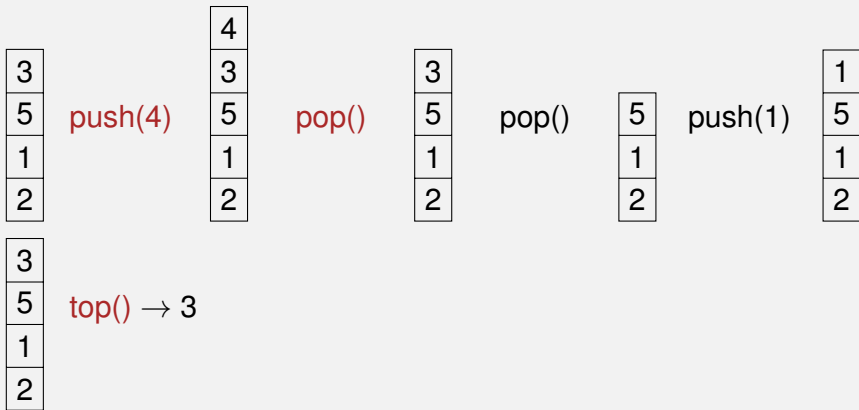 4
3 3 3 1
5 push(4) 5 pop() 5 pop() 5 push(1) 5
1 1 1 1 1
2 2 2 2 2
3
5 top() → 3
1
2